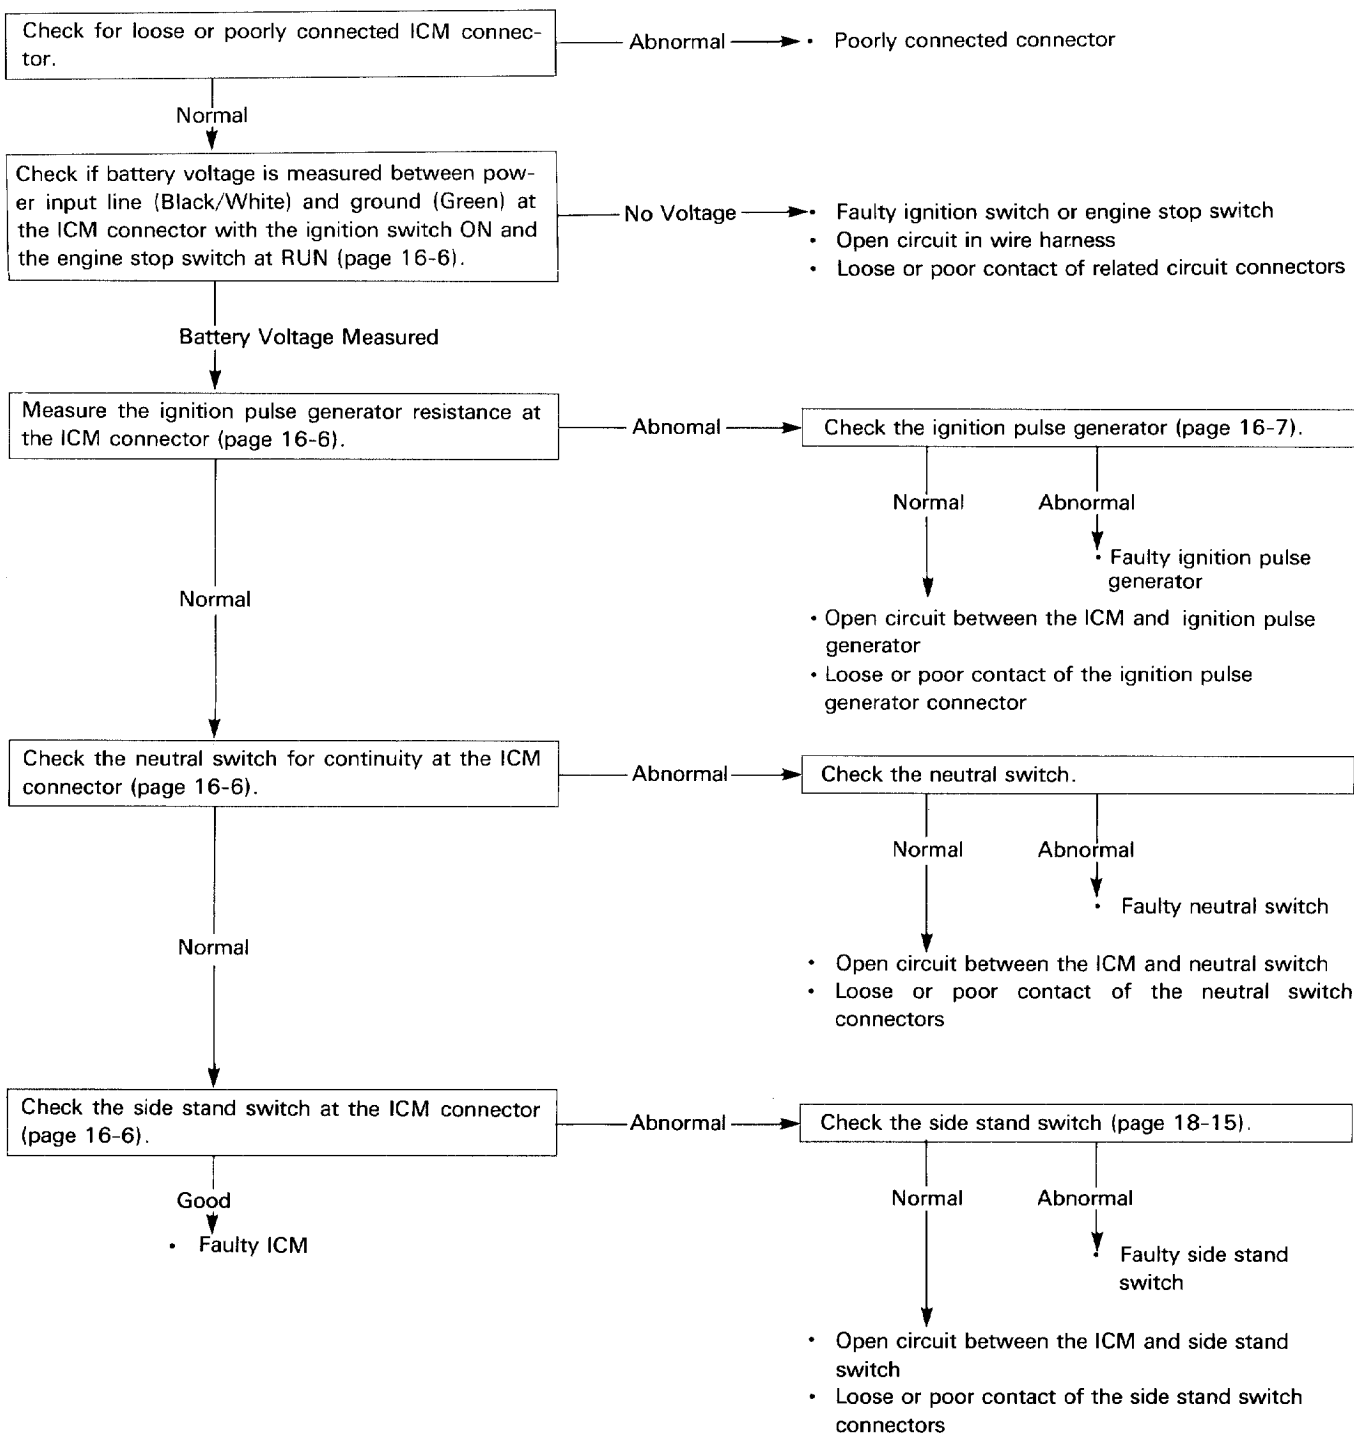 Check for loose or poorly connected ICM connec-
tor.
Abnormal
• Poorly connected connector
Normal
Check if battery voltage is measured between pow-
er input line (Black/White) and ground (Green) at
the ICM connector with the ignition switch ON and
the engine stop switch at RUN (page 16-6).
No Voltage
• Faulty ignition switch or engine stop switch
• Open circuit in wire harness
• Loose or poor contact of related circuit connectors
Battery Voltage Measured
Measure the ignition pulse generator resistance at
the ICM connector (page 16-6).
Abnomal
Check the ignition pulse generator (page 16-7).
Normal
Abnormal
• Faulty ignition pulse
generator
Normal
• Open circuit between the ICM and ignition pulse
generator
• Loose or poor contact of the ignition pulse
generator connector
Check the neutral switch for continuity at the ICM
connector (page 16-6).
Abnormal
Check the neutral switch.
Normal
Abnormal
• Faulty neutral switch
Normal
• Open circuit between the ICM and neutral switch
• Loose or poor contact of the neutral switch
connectors
Check the side stand switch at the ICM connector
(page 16-6).
Abnormal
Check the side stand switch (page 18-15).
Good
Normal
Abnormal
• Faulty ICM
• Faulty side stand
switch
• Open circuit between the ICM and side stand
switch
• Loose or poor contact of the side stand switch
connectors